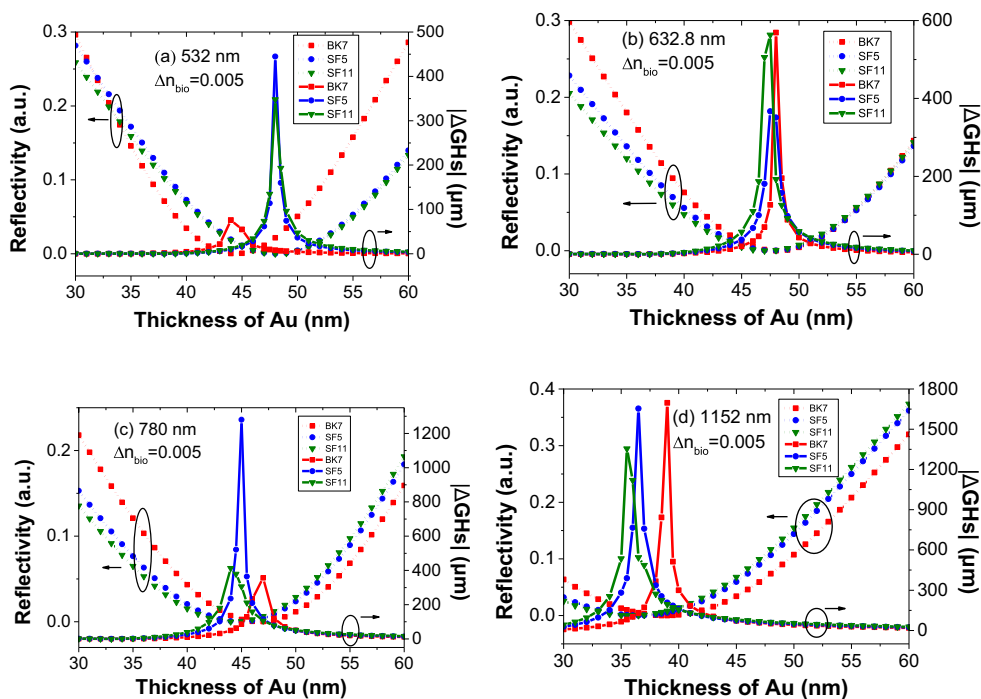 (a) 532 nm
Δn_bio=0.005
BK7
SF5
SF11
BK7
SF5
SF11
0.3
0.2
0.1
0.0
Reflectivity (a.u.)
500
400
300
200
100
0
|ΔGHs| (μm)
30 35 40 45 50 55 60
Thickness of Au (nm)
(b) 632.8 nm
Δn_bio=0.005
BK7
SF5
SF11
BK7
SF5
SF11
0.3
0.2
0.1
0.0
Reflectivity (a.u.)
600
400
200
0
|ΔGHs| (μm)
30 35 40 45 50 55 60
Thickness of Au (nm)
(c) 780 nm
Δn_bio=0.005
BK7
SF5
SF11
BK7
SF5
SF11
0.2
0.1
0.0
Reflectivity (a.u.)
1200
1000
800
600
400
200
0
|ΔGHs| (μm)
30 35 40 45 50 55 60
Thickness of Au (nm)
(d) 1152 nm
Δn_bio=0.005
BK7
SF5
SF11
BK7
SF5
SF11
0.4
0.3
0.2
0.1
0.0
Reflectivity (a.u.)
1800
1500
1200
900
600
300
0
|ΔGHs| (μm)
30 35 40 45 50 55 60
Thickness of Au (nm)